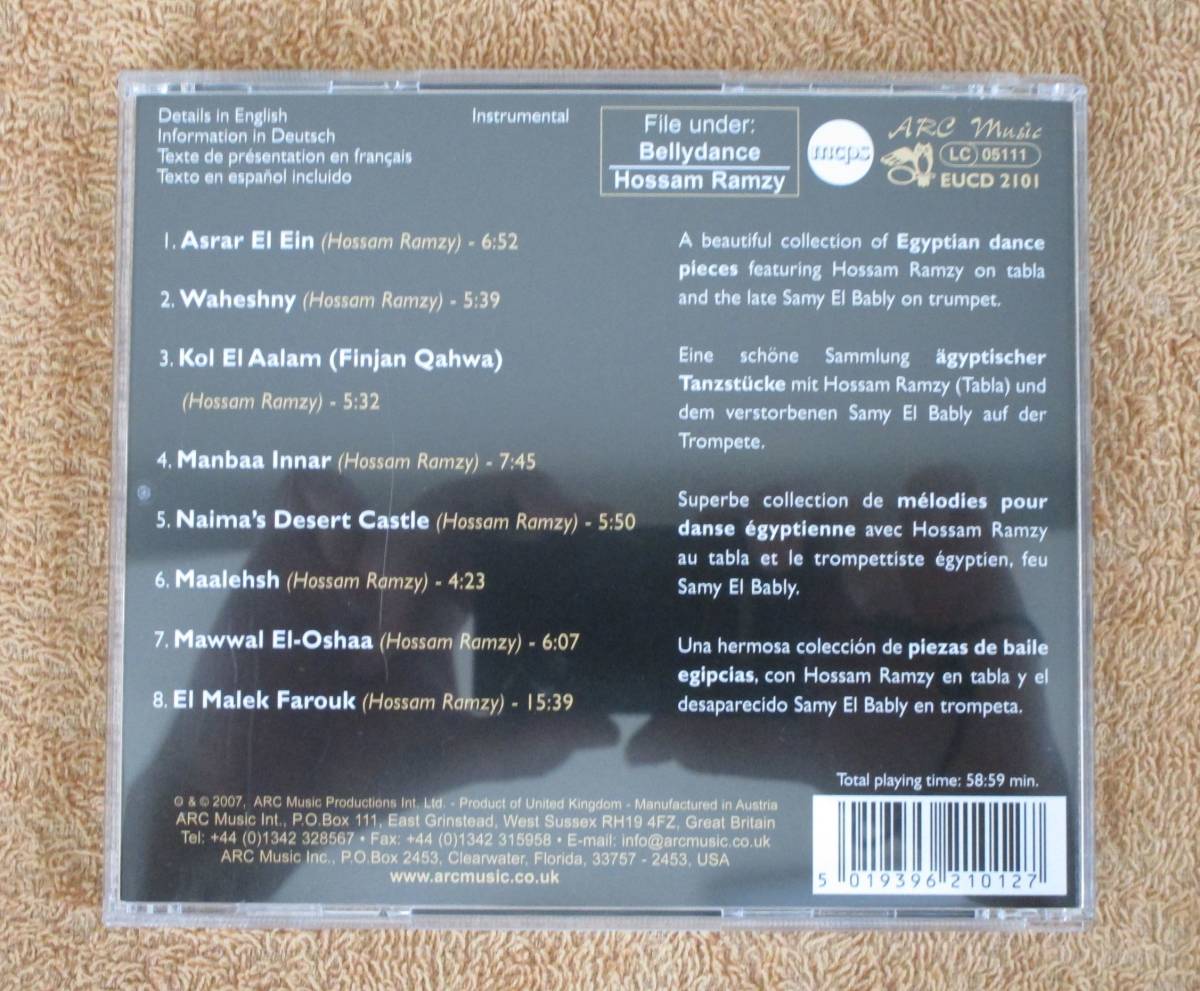 Details in English
Information in Deutsch
Texte de présentation en français
Texto en español incluido
Instrumental
File under:
Bellydance
Hossam Ramzy
mcps
ARC Music
LC 05111
EUCD 2101
1. Asrar El Ein (Hossam Ramzy) - 6:52
2. Waheshny (Hossam Ramzy) - 5:39
3. Kol El Aalam (Finjan Qahwa)
(Hossam Ramzy) - 5:32
4. Manbaa Innar (Hossam Ramzy) - 7:45
5. Naima's Desert Castle (Hossam Ramzy) - 5:50
6. Maalehsh (Hossam Ramzy) - 4:23
7. Mawwal El-Oshaa (Hossam Ramzy) - 6:07
8. El Malek Farouk (Hossam Ramzy) - 15:39
A beautiful collection of Egyptian dance
pieces featuring Hossam Ramzy on tabla
and the late Samy El Bably on trumpet.
Eine schöne Sammlung ägyptischer
Tanzstücke mit Hossam Ramzy (Tabla) und
dem verstorbenen Samy El Bably auf der
Trompete.
Superbe collection de mélodies pour
danse égyptienne avec Hossam Ramzy
au tabla et le trompettiste égyptien, feu
Samy El Bably.
Una hermosa colección de piezas de baile
egipcias, con Hossam Ramzy en tabla y el
desaparecido Samy El Bably en trompeta.
Total playing time: 58:59 min.
℗ & © 2007, ARC Music Productions Int. Ltd. - Product of United Kingdom - Manufactured in Austria
ARC Music Int., P.O.Box 111, East Grinstead, West Sussex RH19 4FZ, Great Britain
Tel: +44 (0)1342 328567 • Fax: +44 (0)1342 315958 • E-mail: info@arcmusic.co.uk
ARC Music Inc., P.O.Box 2453, Clearwater, Florida, 33757 - 2453, USA
www.arcmusic.co.uk
5 019396 210127